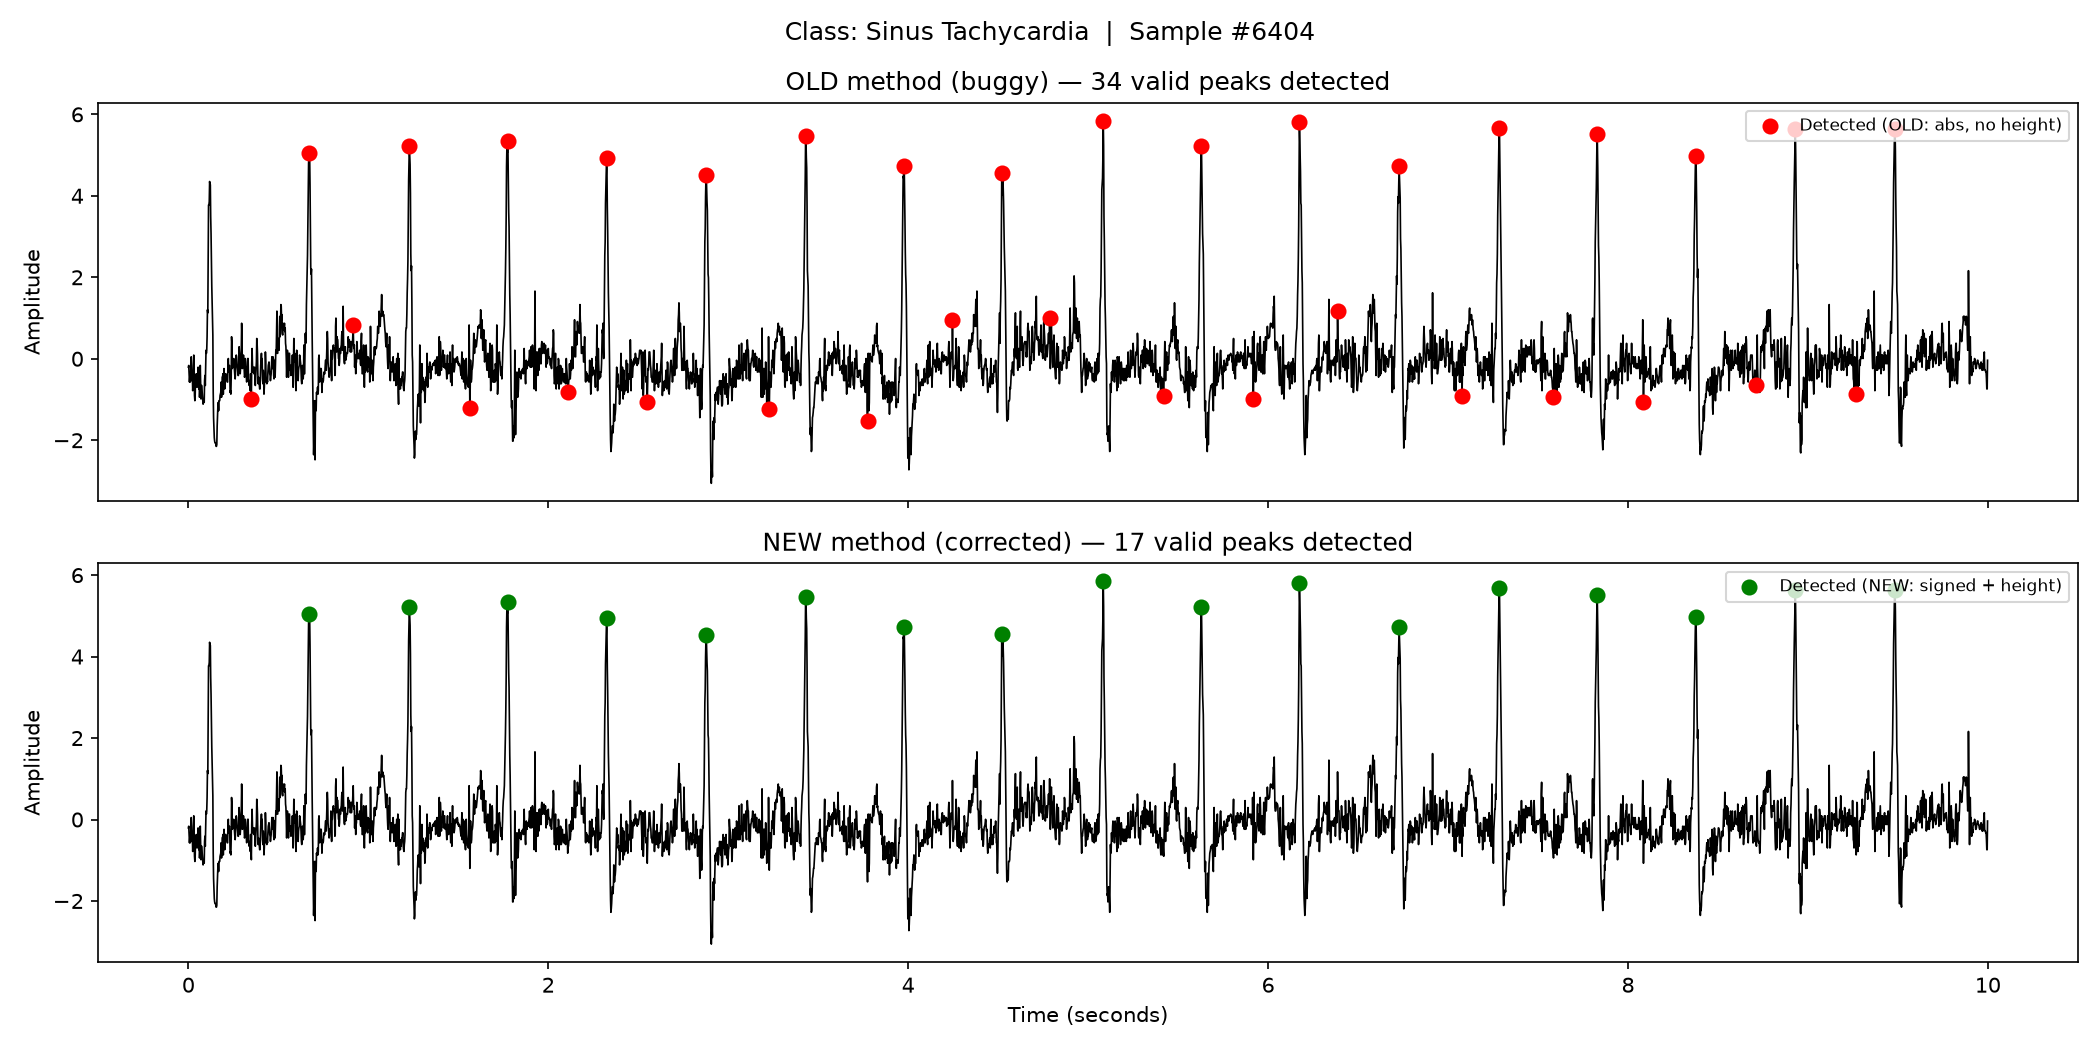 Class: Sinus Tachycardia | Sample #6404
OLD method (buggy) — 34 valid peaks detected
Detected (OLD: abs, no height)
6
4
2
0
−2
Amplitude
NEW method (corrected) — 17 valid peaks detected
Detected (NEW: signed + height)
6
4
2
0
−2
Amplitude
0 2 4 6 8 10
Time (seconds)